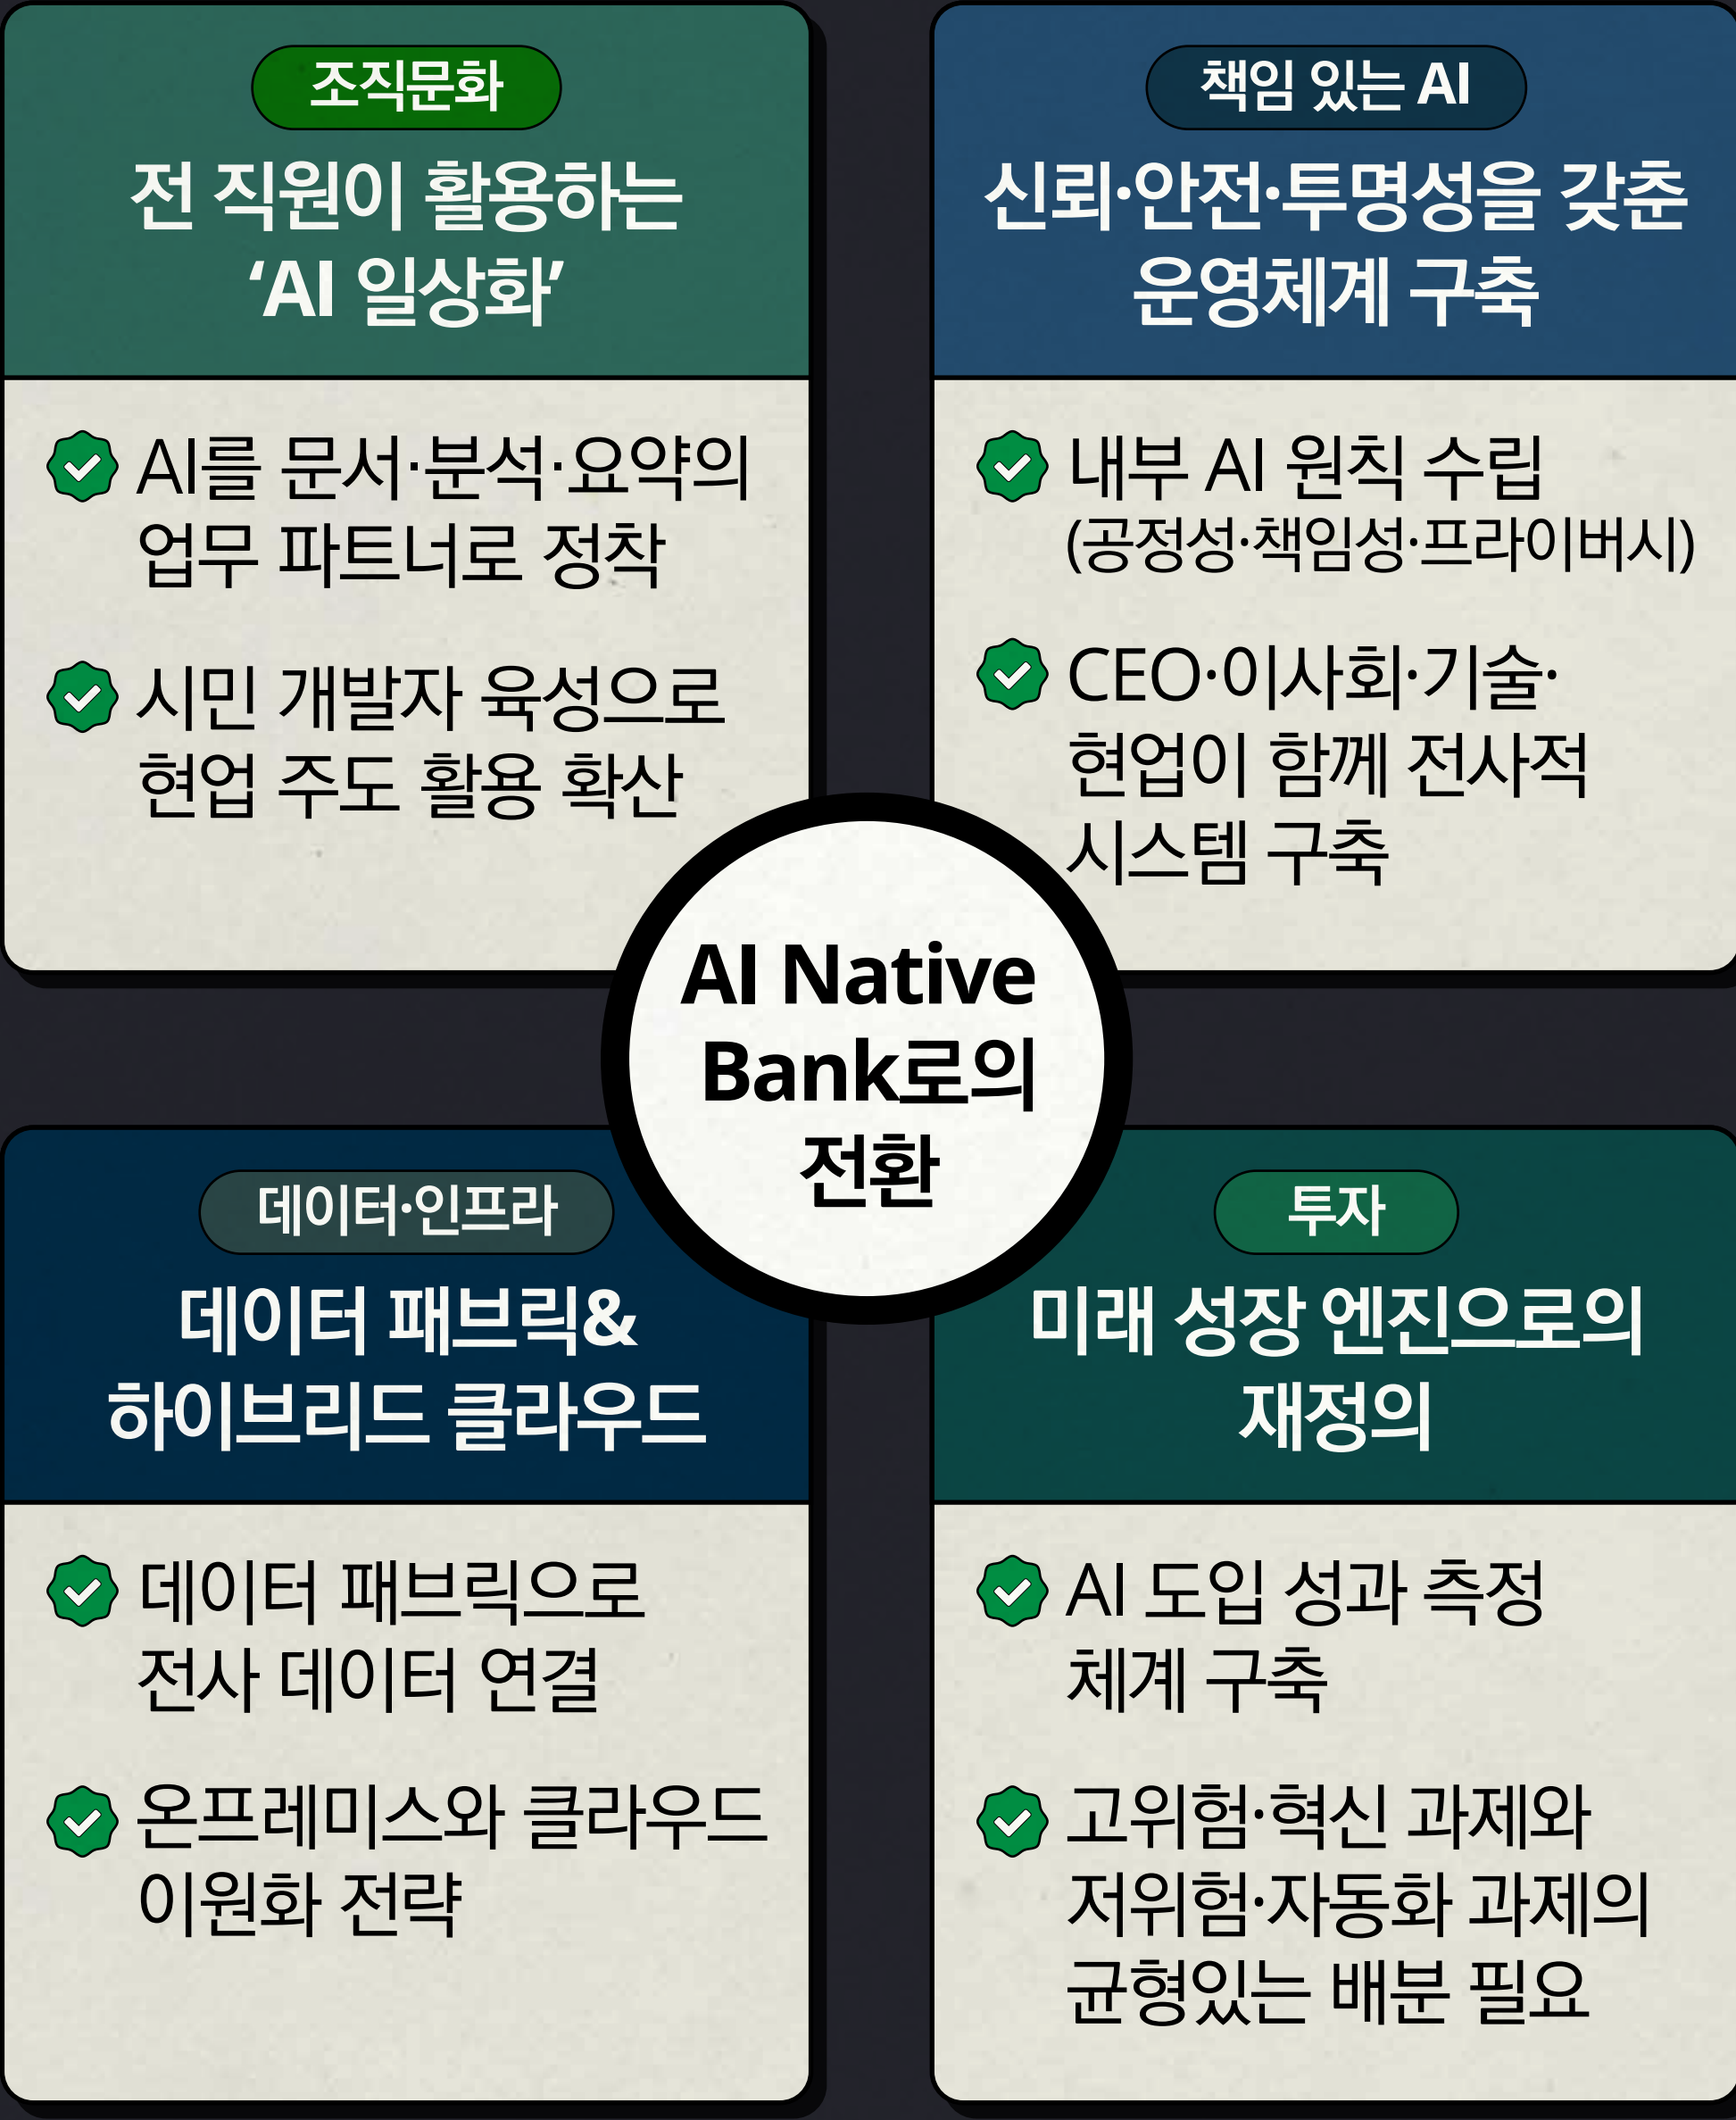 조직문화
전 직원이 활용하는
‘AI 일상화’
AI를 문서·분석·요약의
업무 파트너로 정착
시민 개발자 육성으로
현업 주도 활용 확산
책임 있는 AI
신뢰·안전·투명성을 갖춘
운영체계 구축
내부 AI 원칙 수립
(공정성·책임성·프라이버시)
CEO·이사회·기술·
현업이 함께 전사적
시스템 구축
AI Native
Bank로의
전환
데이터·인프라
데이터 패브릭&
하이브리드 클라우드
데이터 패브릭으로
전사 데이터 연결
온프레미스와 클라우드
이원화 전략
투자
미래 성장 엔진으로의
재정의
AI 도입 성과 측정
체계 구축
고위험·혁신 과제와
저위험·자동화 과제의
균형있는 배분 필요